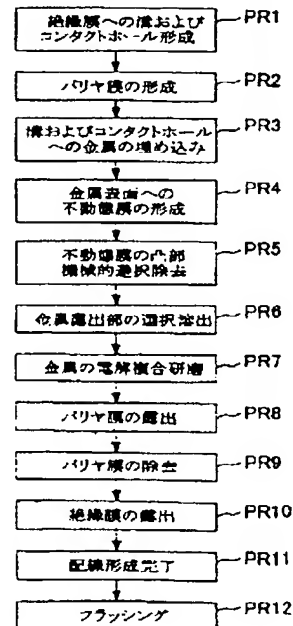 絶縁膜への溝および
コンタクトホール形成
PR1
バリヤ膜の形成
PR2
溝およびコンタクトホール
への金属の埋め込み
PR3
金属表面への
不動態膜の形成
PR4
不動態膜の凸部
機械的選択除去
PR5
金属露出部の選択溶出
PR6
金属の電解複合研磨
PR7
バリヤ膜の露出
PR8
バリヤ膜の除去
PR9
絶縁膜の露出
PR10
配線形成完了
PR11
フラッシング
PR12